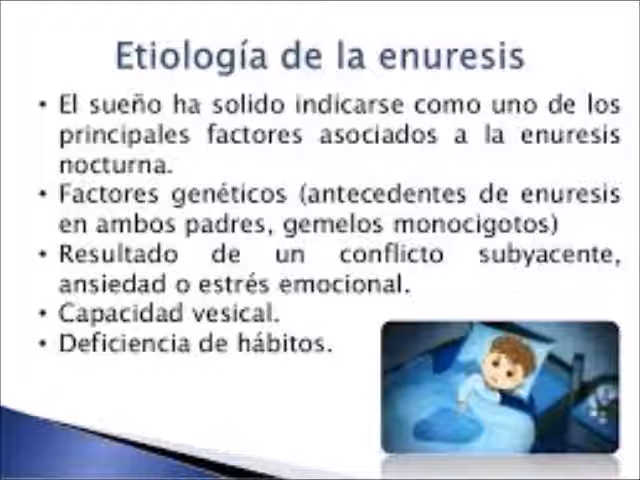 Etiología de la enuresis
• El sueño ha solido indicarse como uno de los
principales factores asociados a la enuresis
nocturna.
• Factores genéticos (antecedentes de enuresis
en ambos padres, gemelos monocigotos)
• Resultado de un conflicto subyacente,
ansiedad o estrés emocional.
• Capacidad vesical.
• Deficiencia de hábitos.